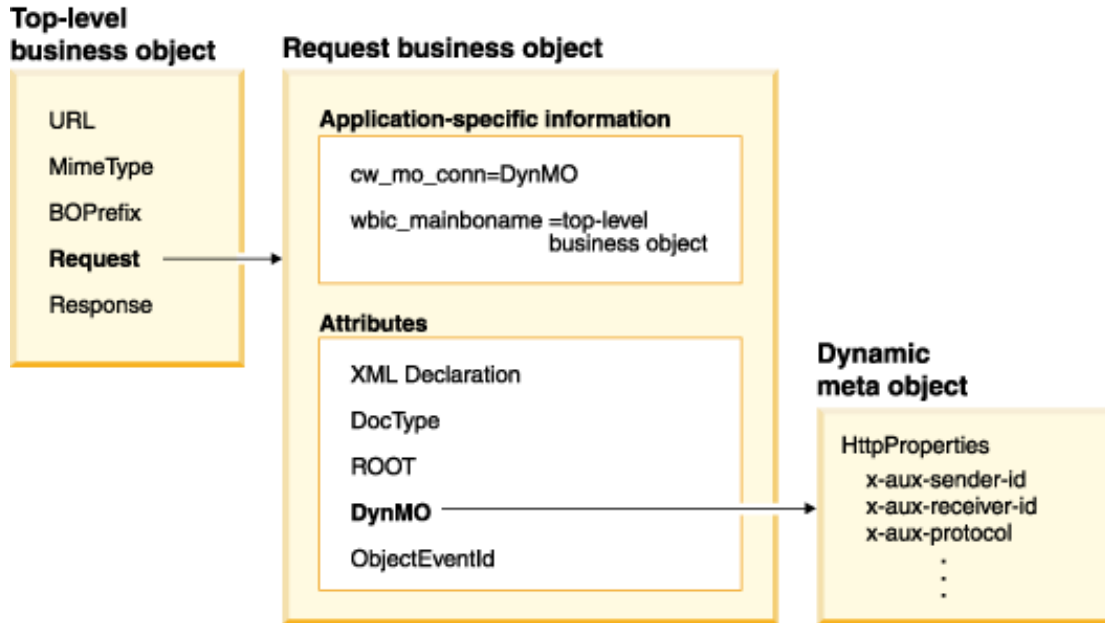 Top-level
business object
URL
MimeType
BOPrefix
Request
Response
Request business object
Application-specific information
cw_mo_conn=DynMO
wbic_mainboname =top-level
business object
Attributes
XML Declaration
DocType
ROOT
DynMO
ObjectEventId
Dynamic
meta object
HttpProperties
x-aux-sender-id
x-aux-receiver-id
x-aux-protocol